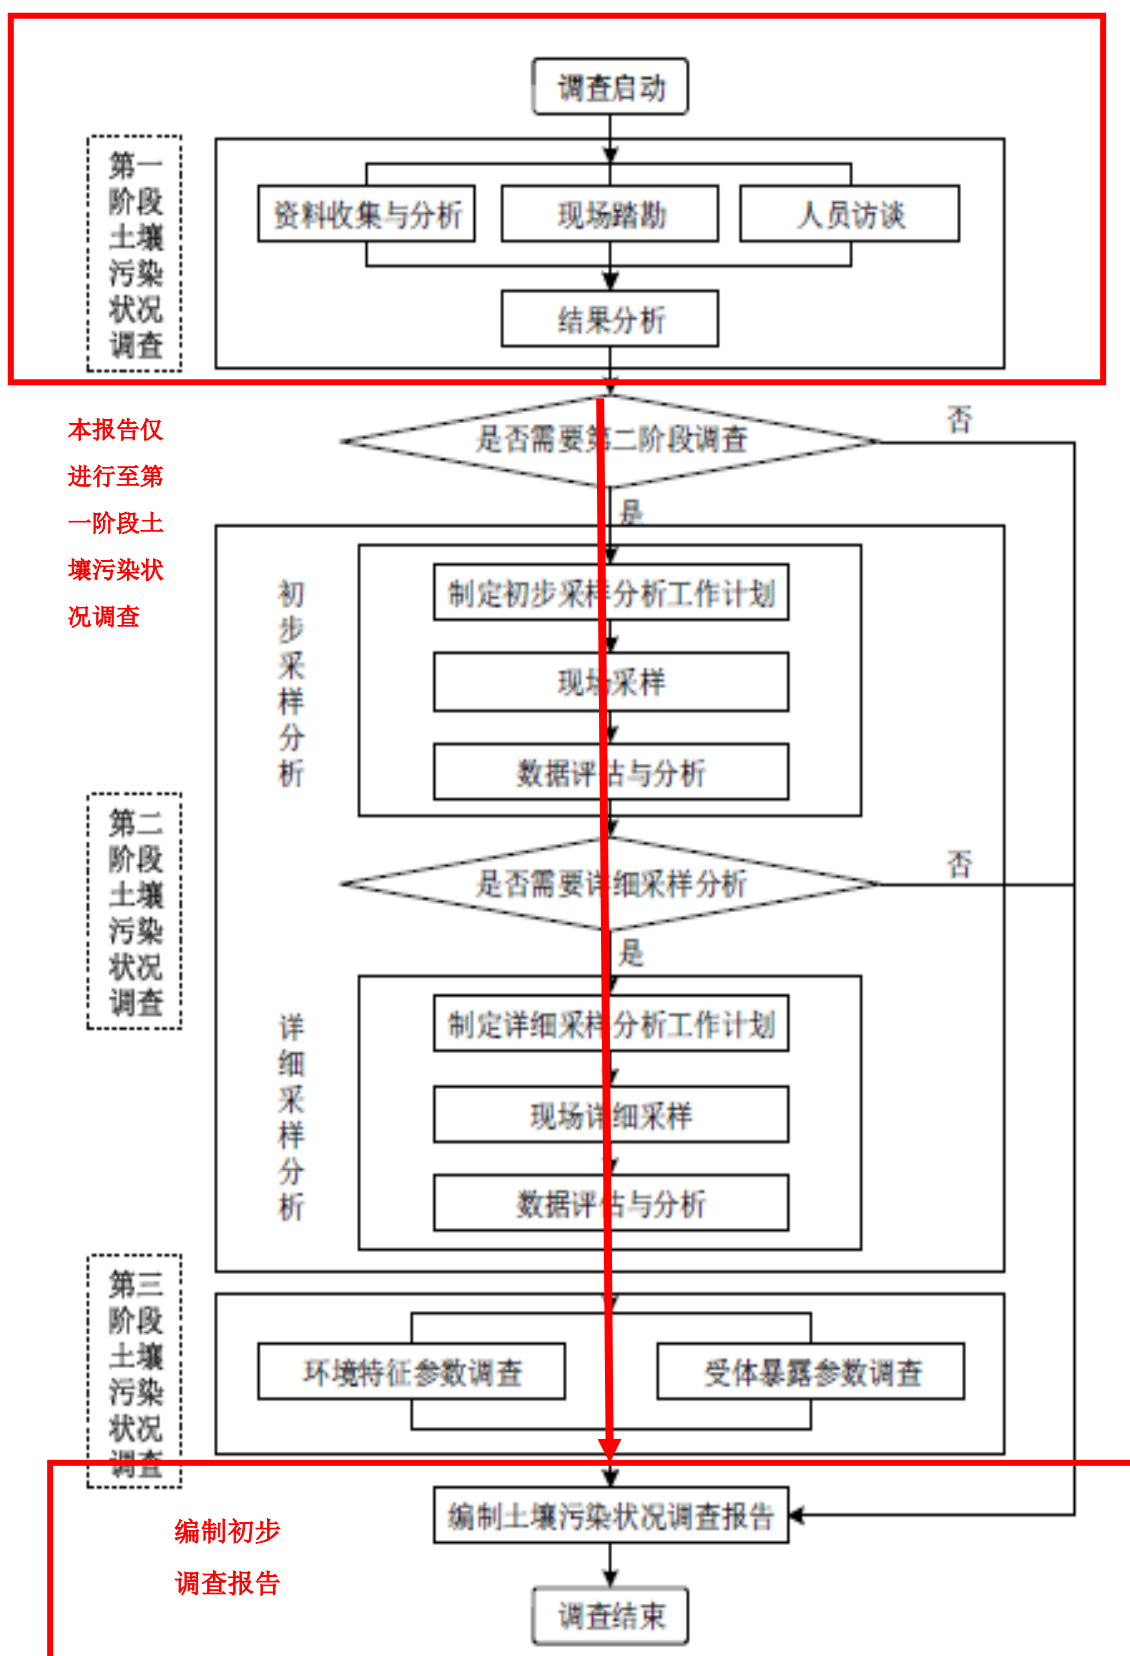 调查启动
第一
阶段
土壤
污染
状况
调查
资料收集与分析
现场踏勘
人员访谈
结果分析
本报告仅
进行至第
一阶段土
壤污染状
况调查
是否需要第二阶段调查
否
是
初
步
采
样
分
析
制定初步采样分析工作计划
现场采样
数据评估与分析
第二
阶段
土壤
污染
状况
调查
是否需要详细采样分析
否
是
详
细
采
样
分
析
制定详细采样分析工作计划
现场详细采样
数据评估与分析
第三
阶段
土壤
污染
状况
调查
环境特征参数调查
受体暴露参数调查
编制初步
调查报告
编制土壤污染状况调查报告
调查结束